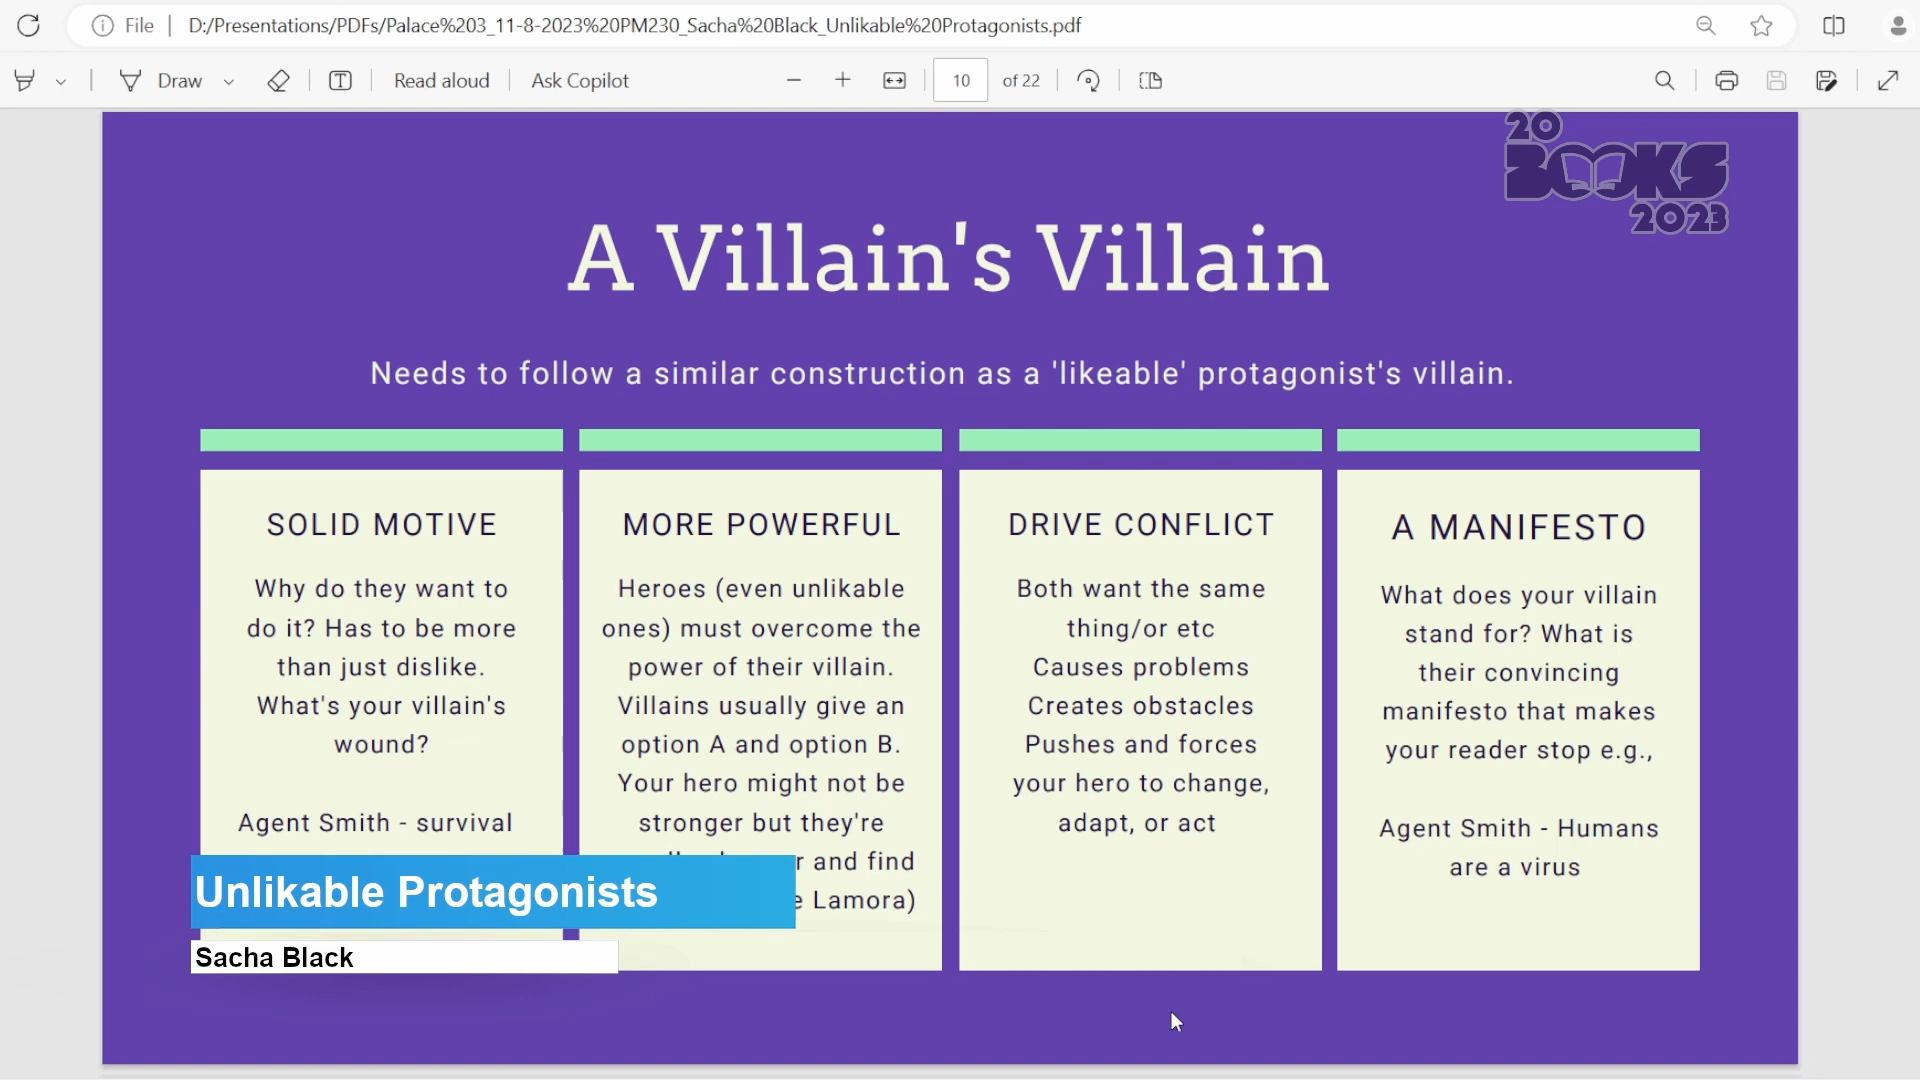 File
D:/Presentations/PDFs/Palace%203_11-8-2023%20PM230_Sacha%20Black_Unlikable%20Protagonists.pdf
Draw
Read aloud
Ask Copilot
10 of 22
20
BOOKS
2023
A Villain's Villain
Needs to follow a similar construction as a 'likeable' protagonist's villain.
SOLID MOTIVE
Why do they want to
do it? Has to be more
than just dislike.
What's your villain's
wound?
Agent Smith - survival
MORE POWERFUL
Heroes (even unlikable
ones) must overcome the
power of their villain.
Villains usually give an
option A and option B.
Your hero might not be
stronger but they're
and find
Lamora)
DRIVE CONFLICT
Both want the same
thing/or etc
Causes problems
Creates obstacles
Pushes and forces
your hero to change,
adapt, or act
A MANIFESTO
What does your villain
stand for? What is
their convincing
manifesto that makes
your reader stop e.g.,
Agent Smith - Humans
are a virus
Unlikable Protagonists
Sacha Black